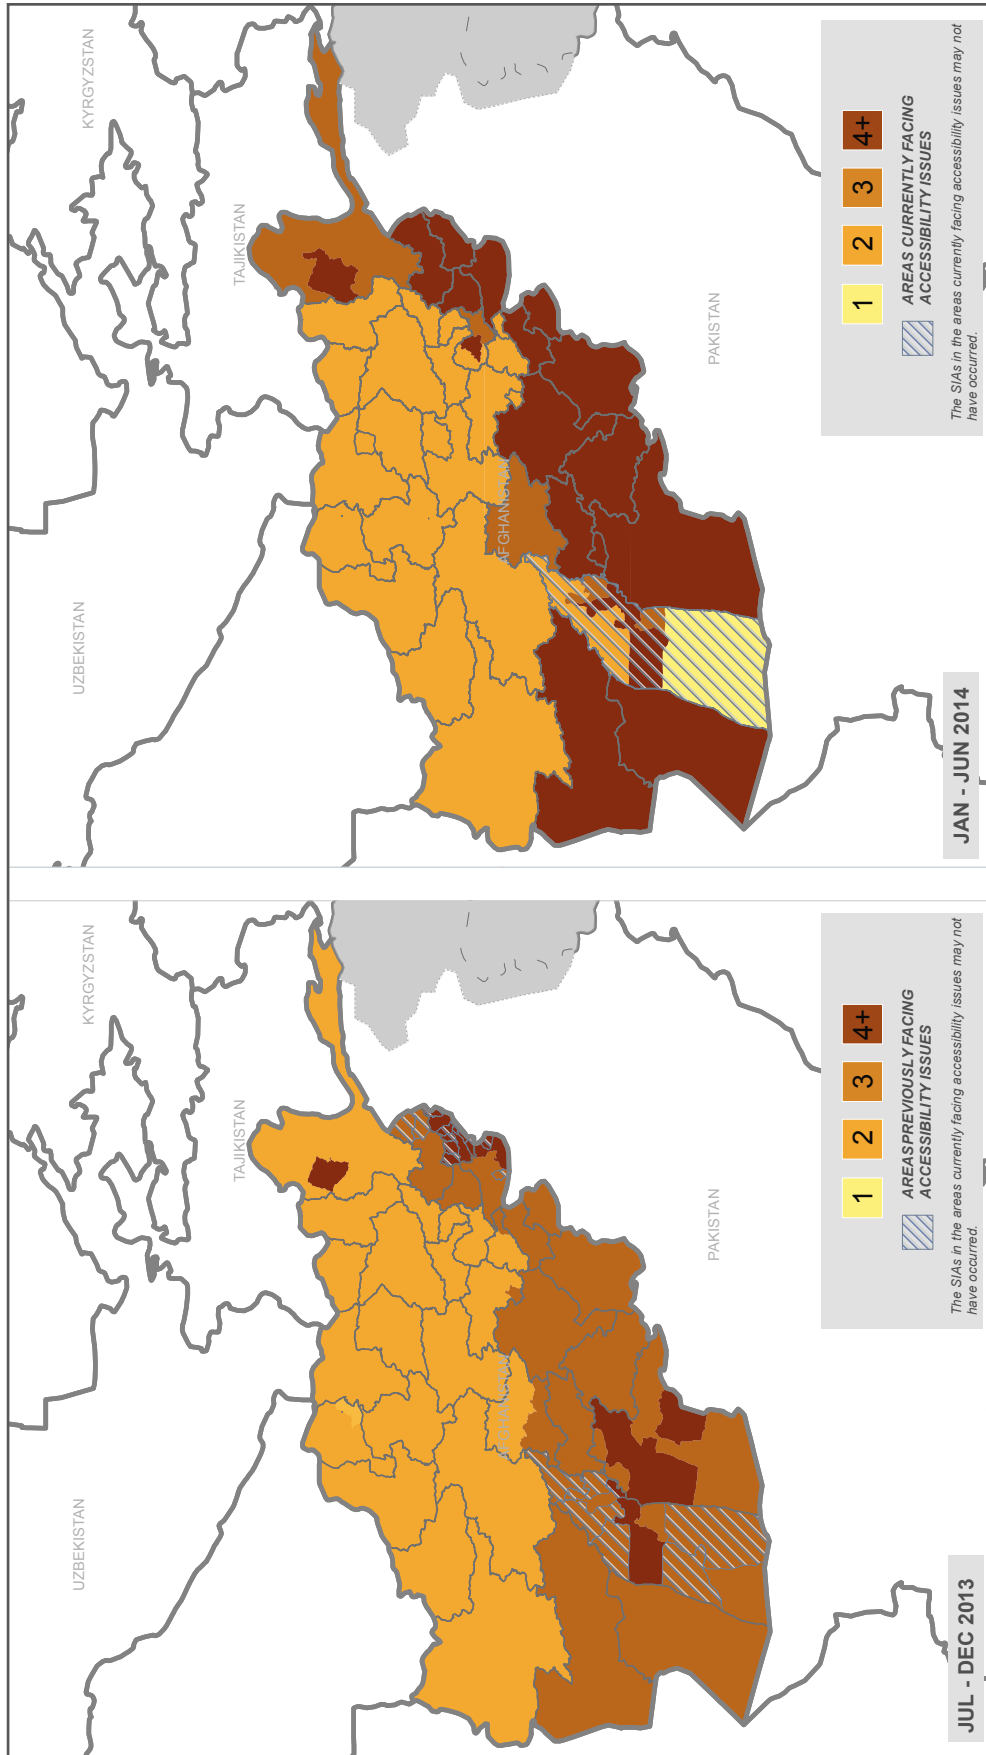 UZBEKISTAN
KYRGYZSTAN
TAJIKISTAN
AFGHANISTAN
PAKISTAN
JUL - DEC 2013
1
2
3
4+
AREASPREVIOUSLY FACING
ACCESSIBILITY ISSUES
The SIAs in the areas currently facing accessibility issues may not
have occurred.
UZBEKISTAN
KYRGYZSTAN
TAJIKISTAN
AFGHANISTAN
PAKISTAN
JAN - JUN 2014
1
2
3
4+
AREAS CURRENTLY FACING
ACCESSIBILITY ISSUES
The SIAs in the areas currently facing accessibility issues may not
have occurred.